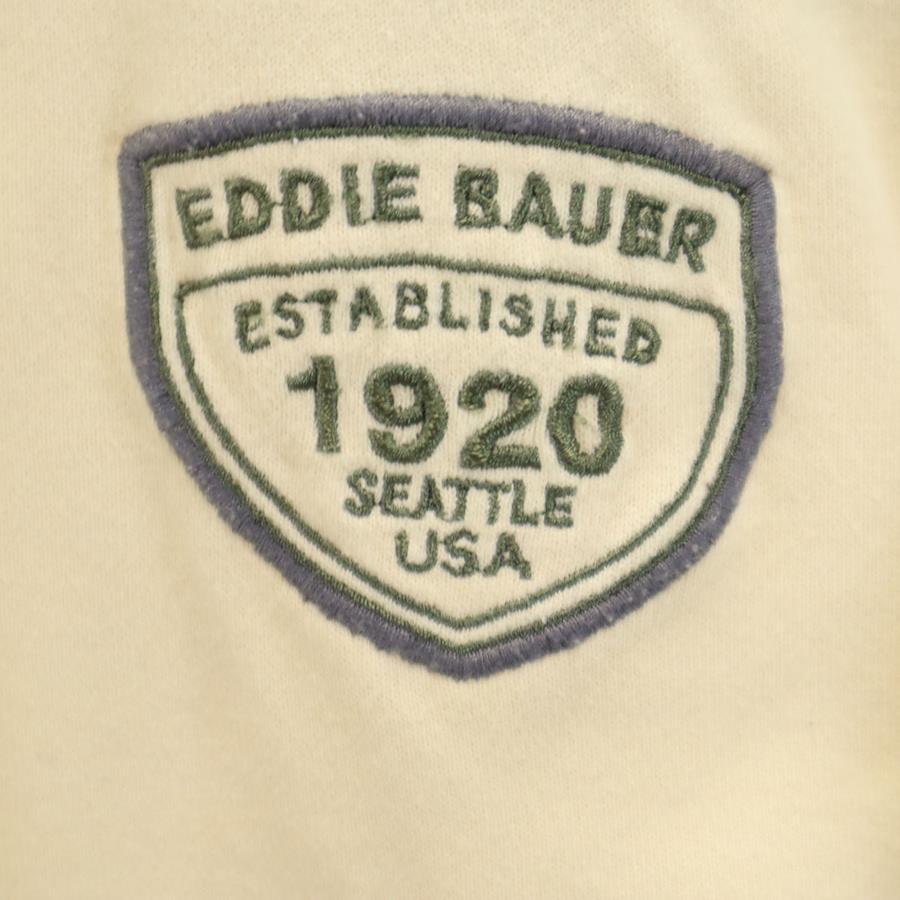 EDDIE BAUER
ESTABLISHED
1920
SEATTLE
USA